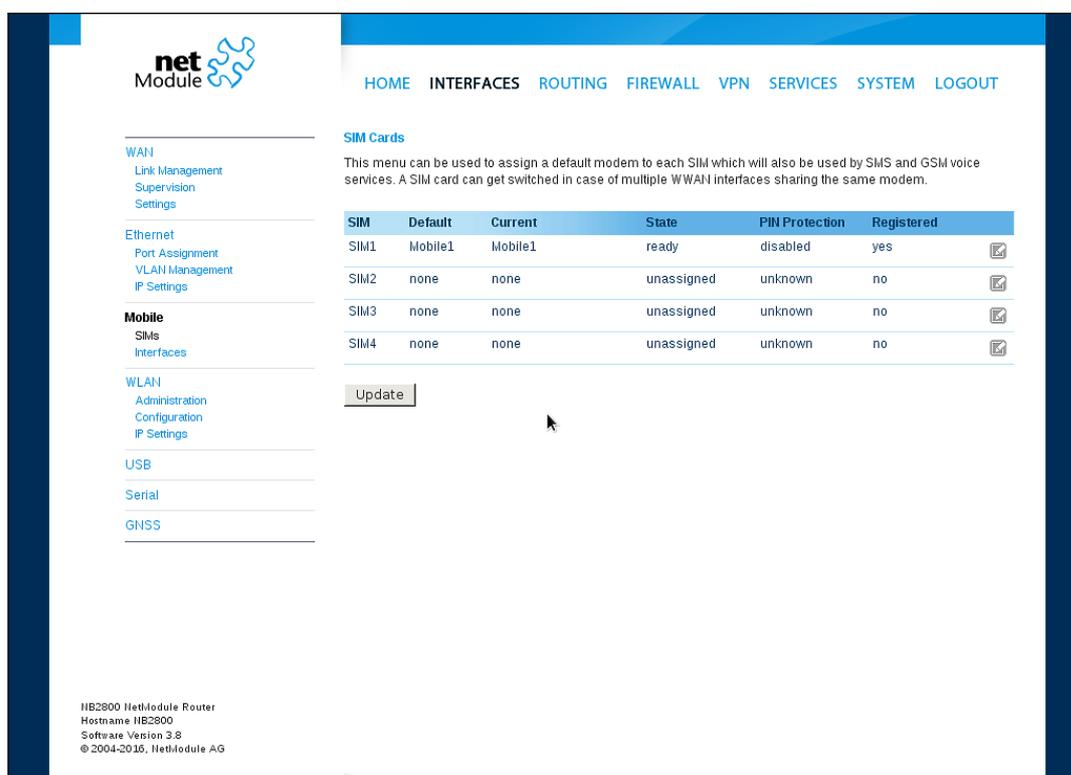 net
Module
HOME INTERFACES ROUTING FIREWALL VPN SERVICES SYSTEM LOGOUT
WAN
Link Management
Supervision
Settings
Ethernet
Port Assignment
VLAN Management
IP Settings
Mobile
SIMs
Interfaces
WLAN
Administration
Configuration
IP Settings
USB
Serial
GNSS
SIM Cards
This menu can be used to assign a default modem to each SIM which will also be used by SMS and GSM voice
services. A SIM card can get switched in case of multiple WWAN interfaces sharing the same modem.
SIM Default Current State PIN Protection Registered
SIM1 Mobile1 Mobile1 ready disabled yes
SIM2 none none unassigned unknown no
SIM3 none none unassigned unknown no
SIM4 none none unassigned unknown no
Update
NB2800 NetModule Router
Hostname NB2800
Software Version 3.8
© 2004-2016, NetModule AG